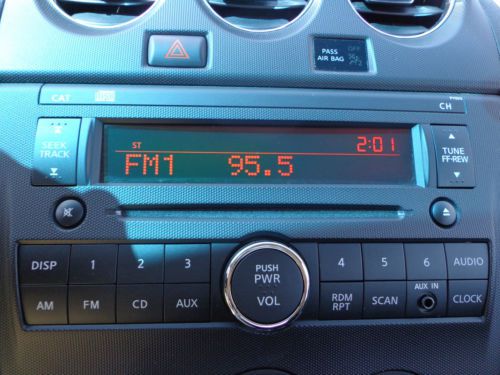 PASS OFF
AIR BAG
CAT
CH
SEEK
TRACK
ST
2:01
FM1 95.5
TUNE
FF·REW
DISP 1 2 3
PUSH
PWR
VOL
4 5 6 AUDIO
AM FM CD AUX
RDM
RPT
SCAN
AUX IN
CLOCK